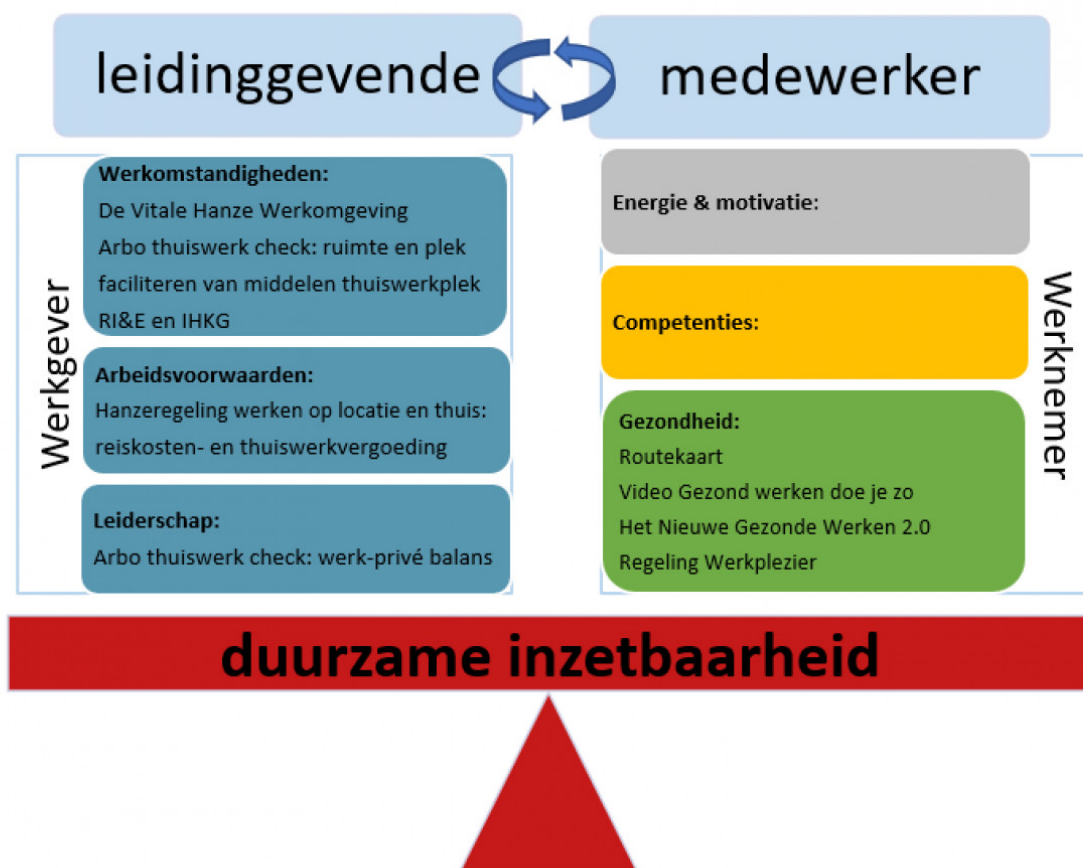 leidinggevende
medewerker
Werkgever
Werkomstandigheden:
De Vitale Hanze Werkomgeving
Arbo thuiswerk check: ruimte en plek
faciliteren van middelen thuiswerkplek
RI&E en IHKG
Arbeidsvoorwaarden:
Hanzeregeling werken op locatie en thuis:
reiskosten- en thuiswerkvergoeding
Leiderschap:
Arbo thuiswerk check: werk-privé balans
Energie & motivatie:
Competenties:
Gezondheid:
Routekaart
Video Gezond werken doe je zo
Het Nieuwe Gezonde Werken 2.0
Regeling Werkplezier
Werknemer
duurzame inzetbaarheid